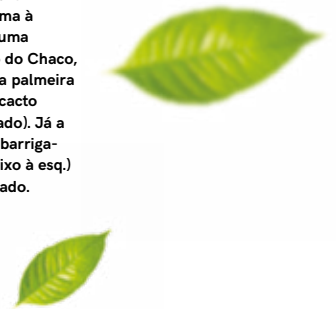 ma à
uma
do Chaco,
a palmeira
cacto
ado). Já a
barriga-
ixo à esq.)
ado.